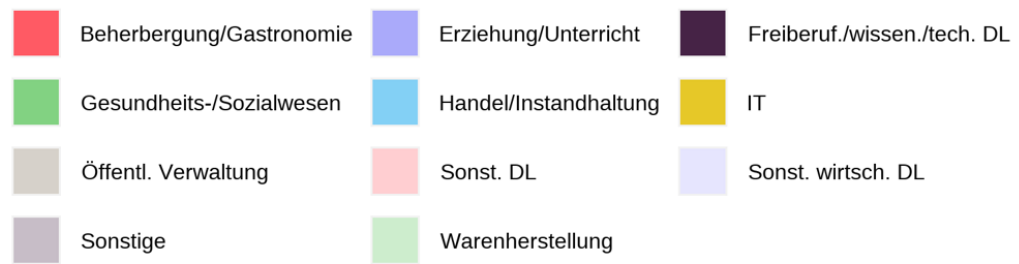 Beherbergung/Gastronomie Erziehung/Unterricht Freiberuf./wissen./tech. DL
Gesundheits-/Sozialwesen Handel/Instandhaltung IT
Öffentl. Verwaltung Sonst. DL Sonst. wirtsch. DL
Sonstige Warenherstellung